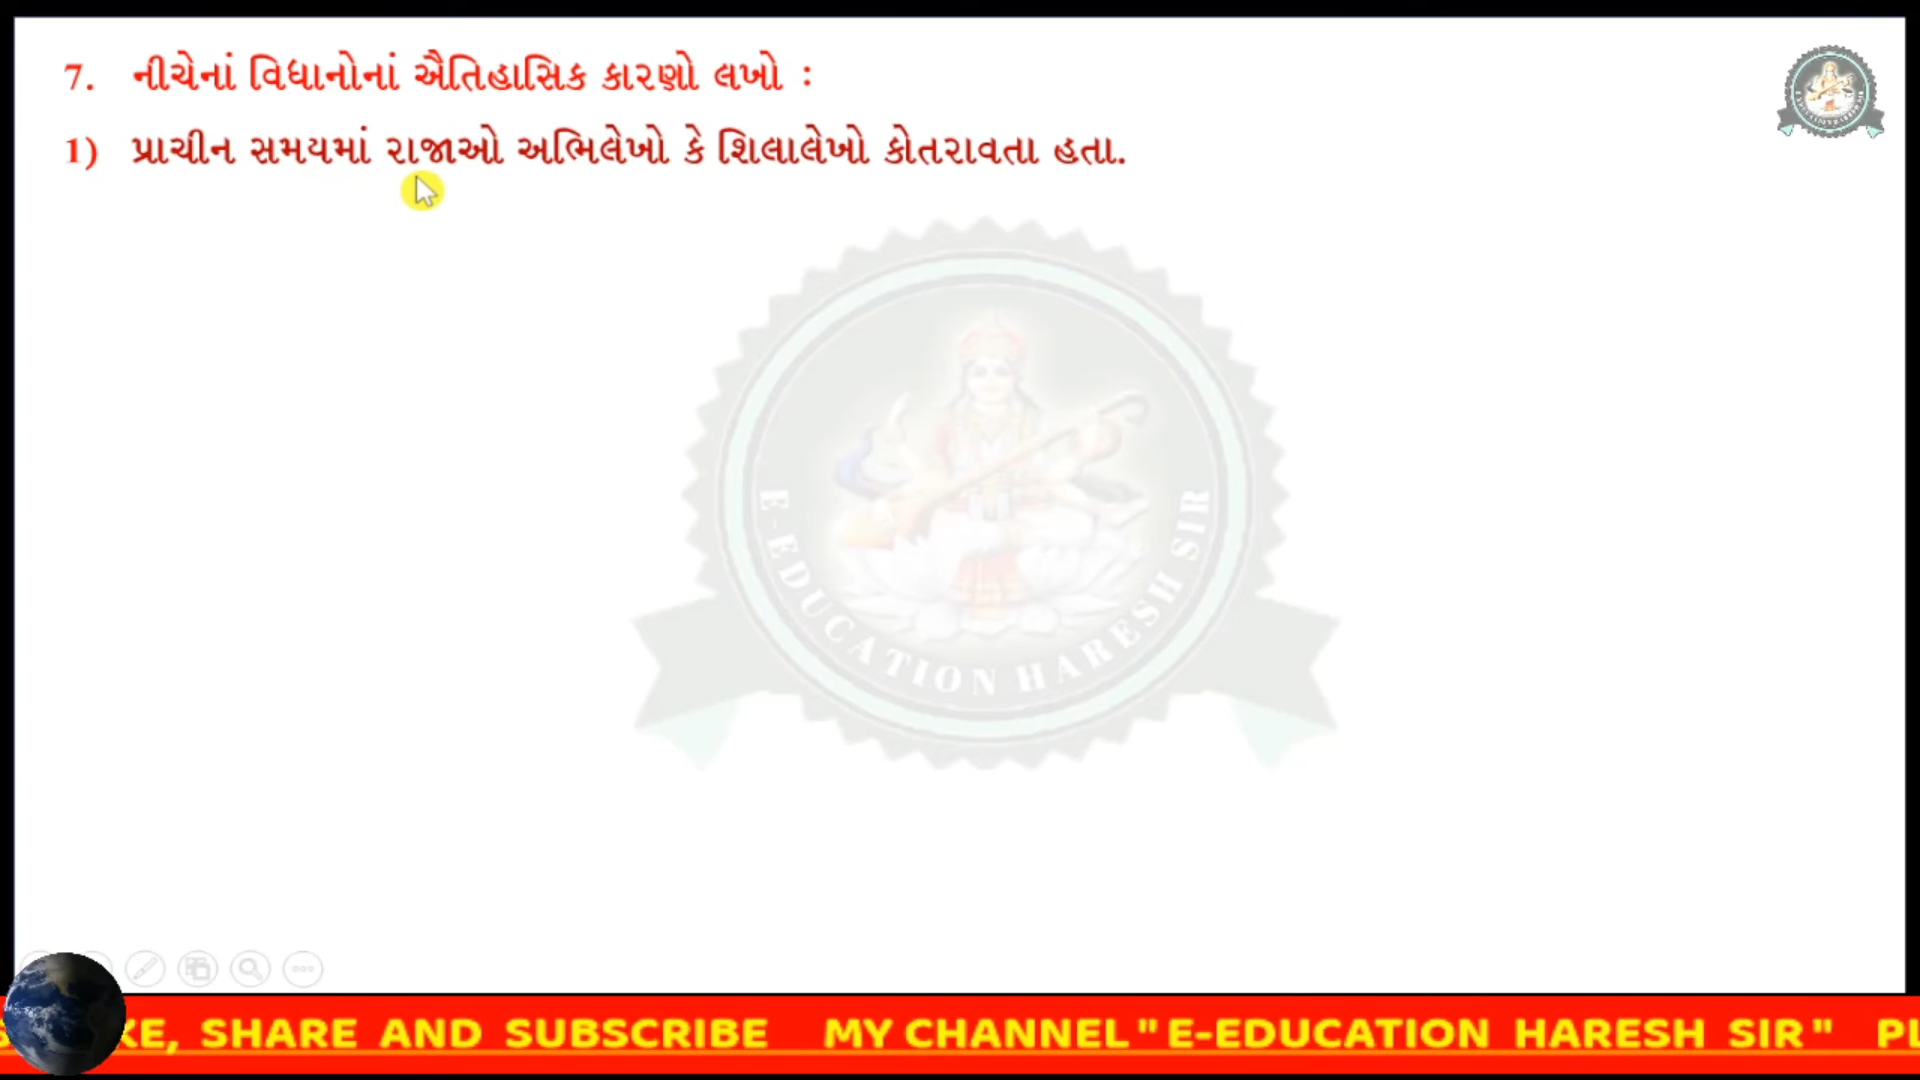 7. નીચેનાં વિધાનોનાં ઐતિહાસિક કારણો લખો :
1) પ્રાચીન સમયમાં રાજાઓ અભિલેખો કે શિલાલેખો કોતરાવતા હતા.
E-EDUCATION HARESH SIR
KE, SHARE AND SUBSCRIBE MY CHANNEL "E-EDUCATION HARESH SIR" PL